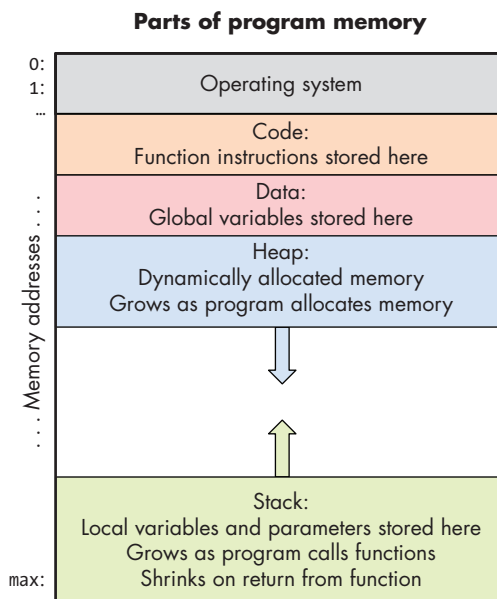 Parts of program memory
0:
1:
...
Operating system
Code:
Function instructions stored here
Data:
Global variables stored here
Heap:
Dynamically allocated memory
Grows as program allocates memory
. . . . Memory addresses . . . .
Stack:
Local variables and parameters stored here
Grows as program calls functions
max:
Shrinks on return from function